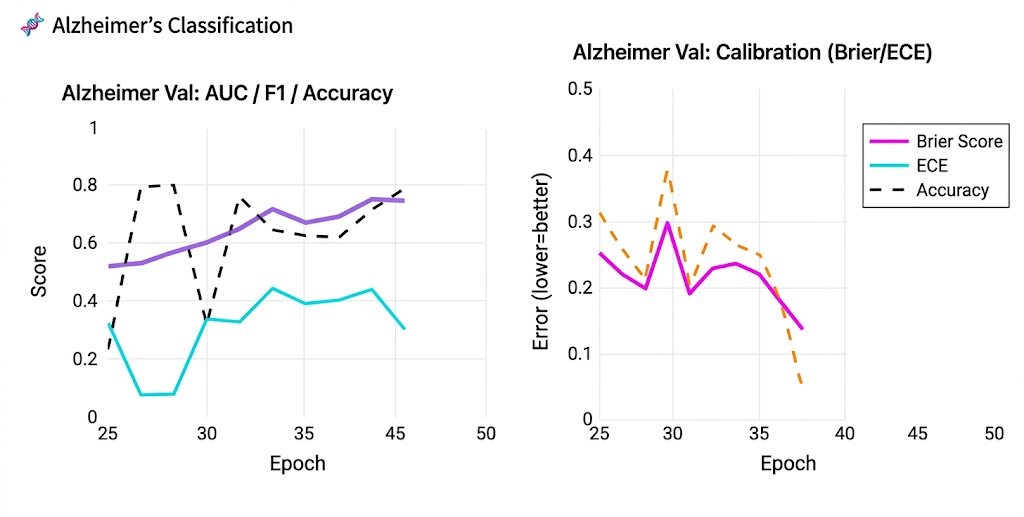 Alzheimer’s Classification
Alzheimer Val: AUC / F1 / Accuracy
Score
1
0.8
0.6
0.4
0.2
0
25 30 35 45 50
Epoch
Alzheimer Val: Calibration (Brier/ECE)
Error (lower=better)
0.5
0.4
0.3
0.2
0.1
0
25 30 35 40 45 50
Epoch
Brier Score
ECE
Accuracy